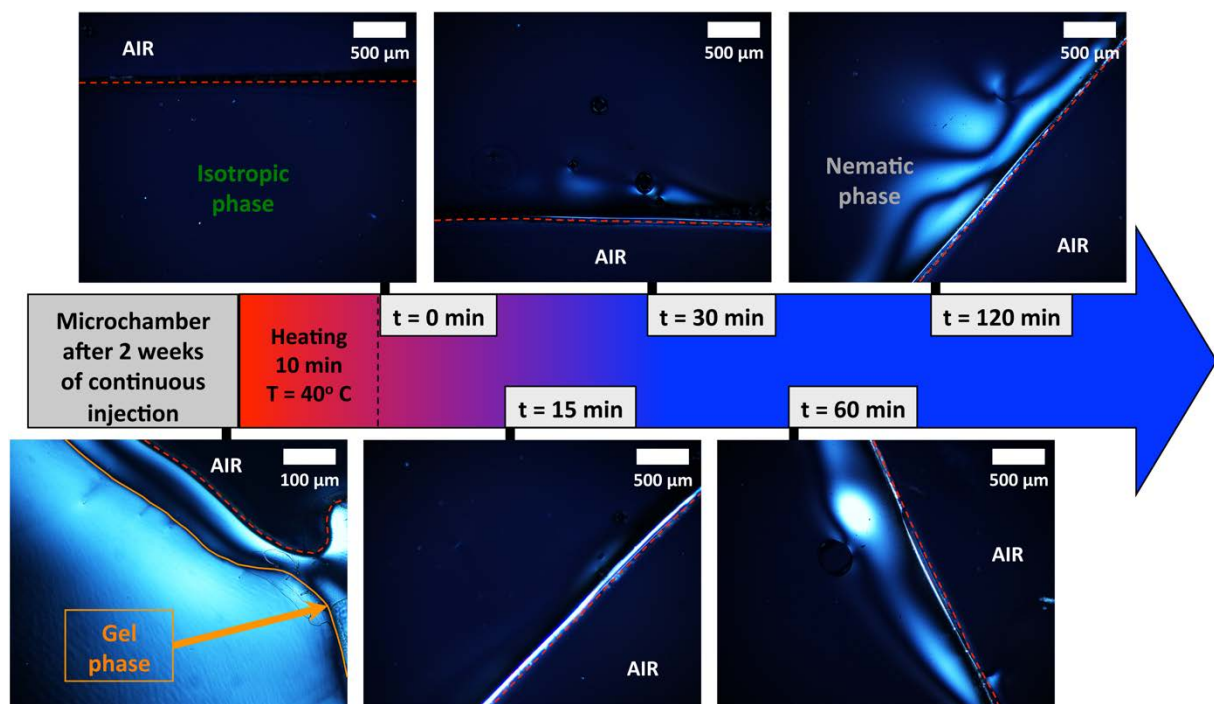 AIR
500 µm
Isotropic
phase
500 µm
AIR
500 µm
Nematic
phase
AIR
Microchamber
after 2 weeks
of continuous
injection
Heating
10 min
T = 40º C
t = 0 min
t = 30 min
t = 120 min
t = 15 min
t = 60 min
AIR
100 µm
Gel
phase
500 µm
AIR
500 µm
AIR